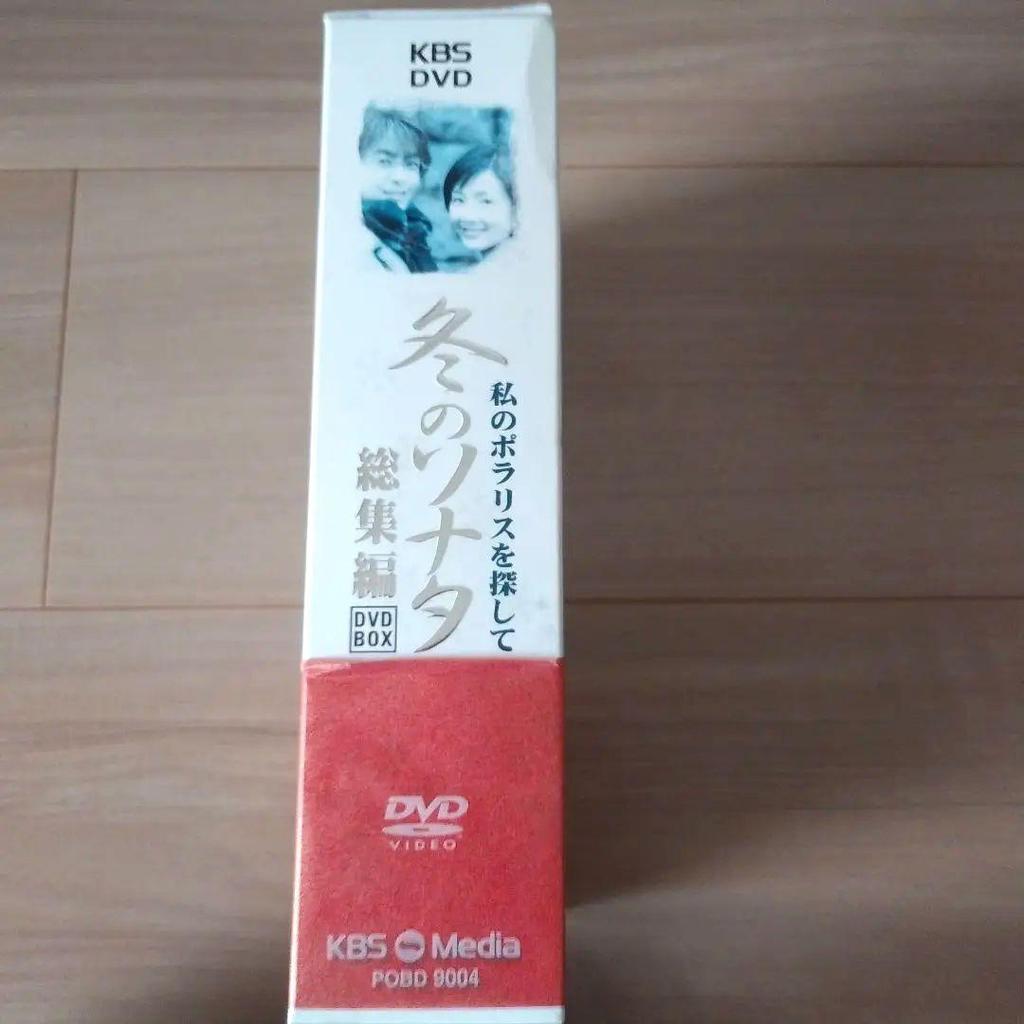 KBS
DVD
私のポラリスを探して
冬のソナタ
総集編
DVD
BOX
DVD
VIDEO
KBS Media
POBD 9004